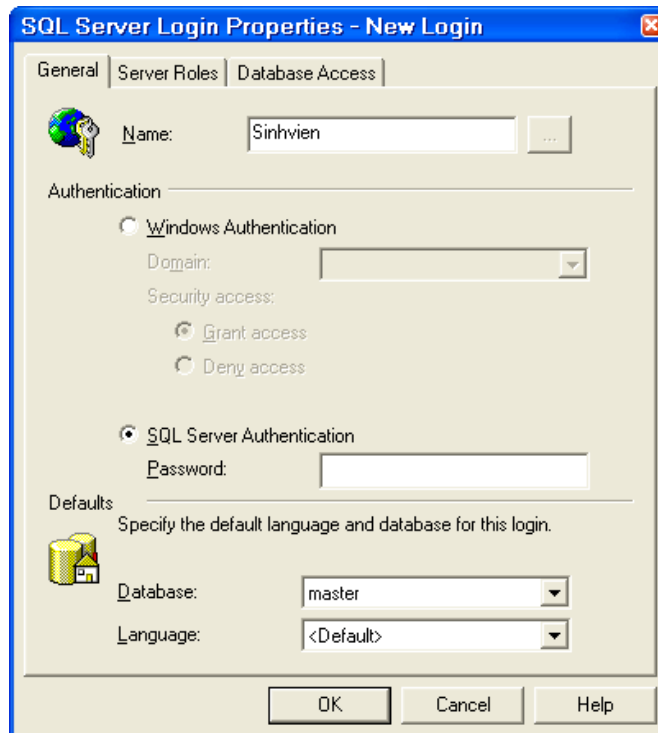 SQL Server Login Properties - New Login
General Server Roles Database Access
Name: Sinhvien ...
Authentication
Windows Authentication
Domain:
Security access:
Grant access
Deny access
SQL Server Authentication
Password:
Defaults
Specify the default language and database for this login.
Database: master
Language: <Default>
OK Cancel Help